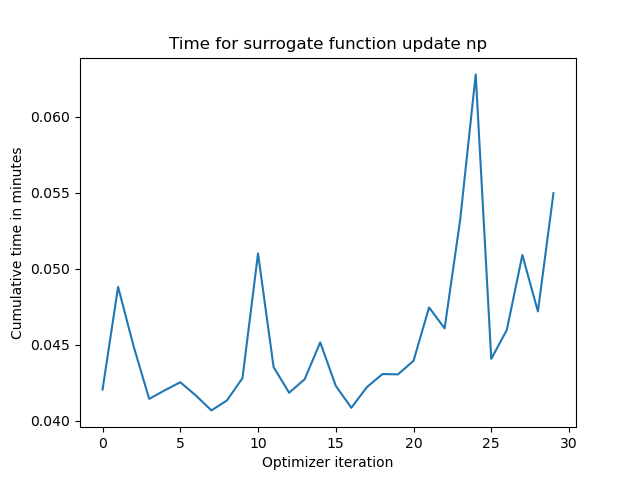 Time for surrogate function update np
Cumulative time in minutes
0.060
0.055
0.050
0.045
0.040
0 5 10 15 20 25 30
Optimizer iteration